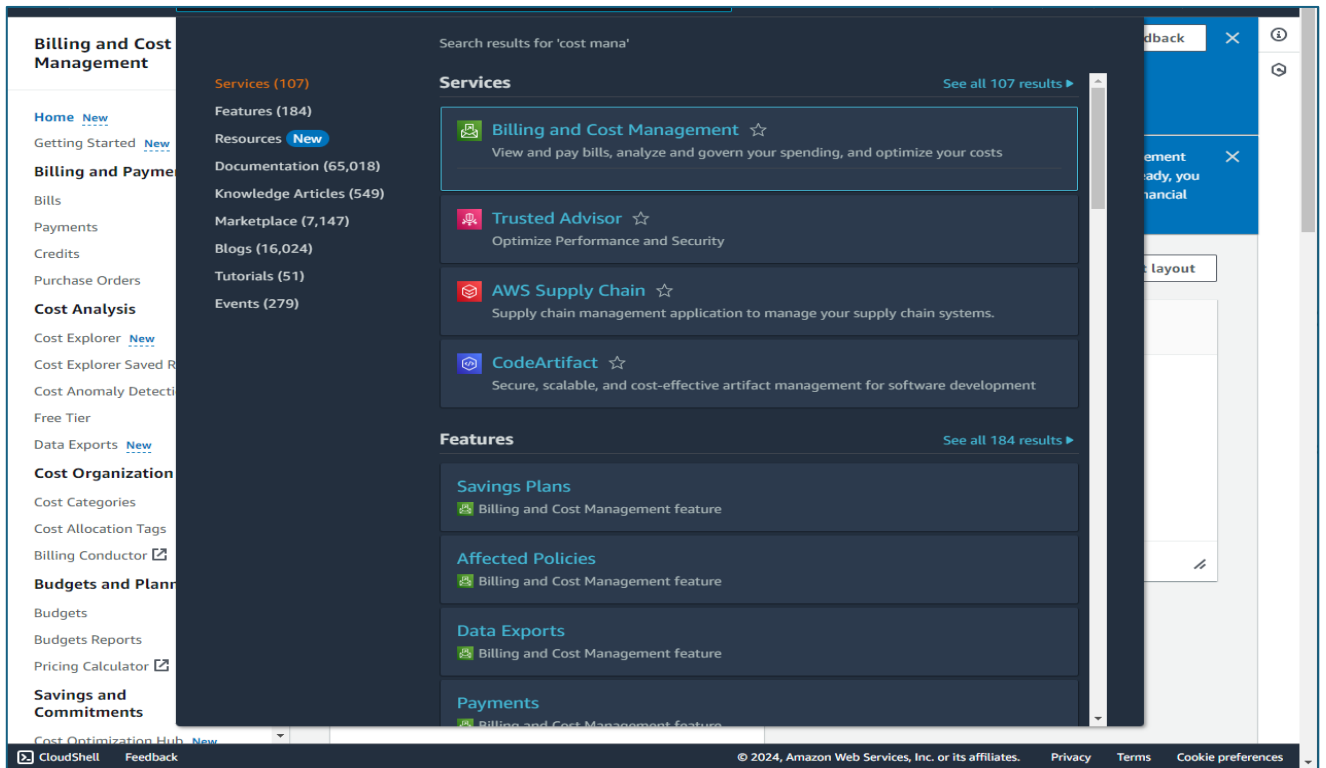 Billing and Cost
Management
Home New
Getting Started New
Billing and Payme
Bills
Payments
Credits
Purchase Orders
Cost Analysis
Cost Explorer New
Cost Explorer Saved R
Cost Anomaly Detecti
Free Tier
Data Exports New
Cost Organization
Cost Categories
Cost Allocation Tags
Billing Conductor
Budgets and Plann
Budgets
Budgets Reports
Pricing Calculator
Savings and
Commitments
Cost Optimization Hub New
Search results for 'cost mana'
Services (107)
Features (184)
Resources New
Documentation (65,018)
Knowledge Articles (549)
Marketplace (7,147)
Blogs (16,024)
Tutorials (51)
Events (279)
Services
See all 107 results
Billing and Cost Management
View and pay bills, analyze and govern your spending, and optimize your costs
Trusted Advisor
Optimize Performance and Security
AWS Supply Chain
Supply chain management application to manage your supply chain systems.
CodeArtifact
Secure, scalable, and cost-effective artifact management for software development
Features
See all 184 results
Savings Plans
Billing and Cost Management feature
Affected Policies
Billing and Cost Management feature
Data Exports
Billing and Cost Management feature
Payments
Billing and Cost Management feature
dback
ement
ady, you
nancial
t layout
CloudShell Feedback © 2024, Amazon Web Services, Inc. or its affiliates. Privacy Terms Cookie preferences